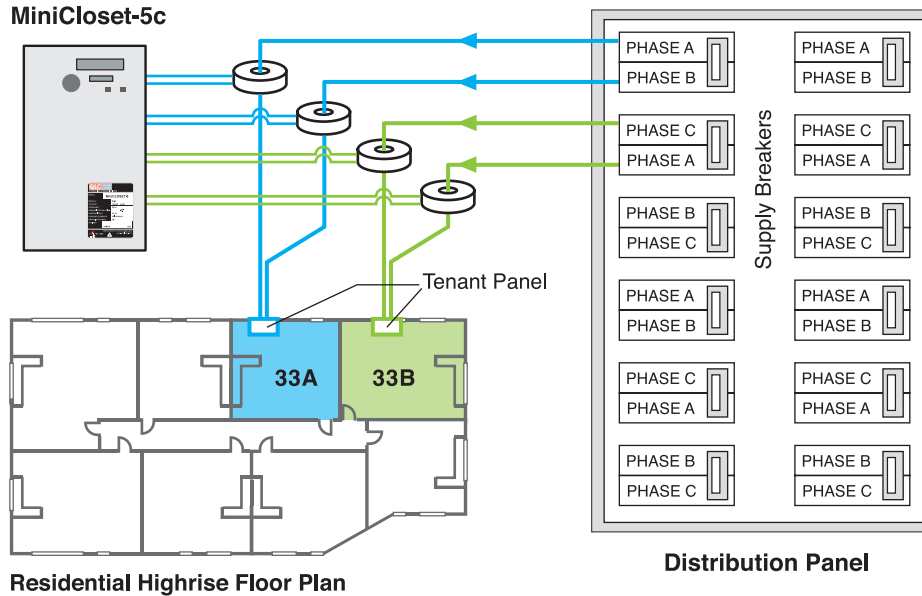 MiniCloset-5c
PHASE A
PHASE B
PHASE C
PHASE A
PHASE B
PHASE C
PHASE A
PHASE B
PHASE C
PHASE A
PHASE B
PHASE C
Supply Breakers
PHASE A
PHASE B
PHASE C
PHASE A
PHASE B
PHASE C
PHASE A
PHASE B
PHASE C
PHASE A
PHASE B
PHASE C
Tenant Panel
33A
33B
Distribution Panel
Residential Highrise Floor Plan